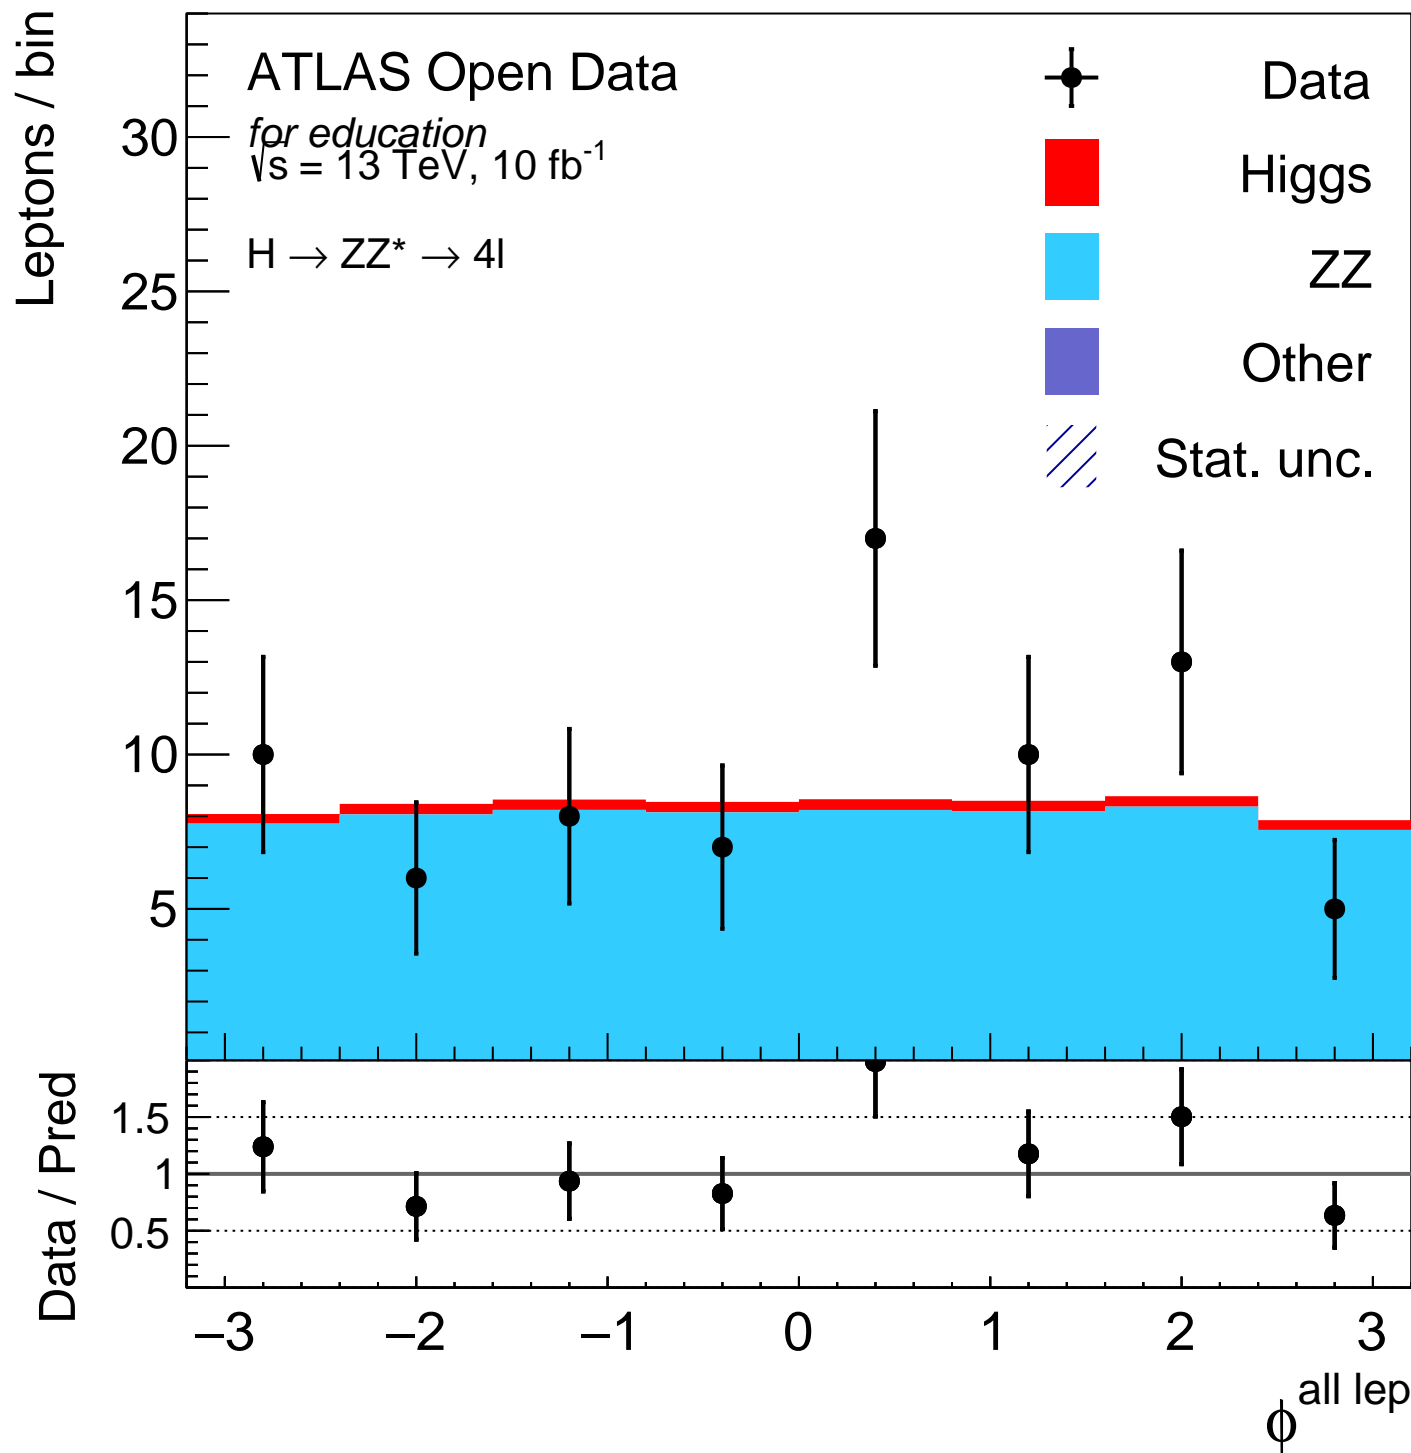 Leptons / bin
30
25
20
15
10
5
ATLAS Open Data
for education
√s = 13 TeV, 10 fb-1
H → ZZ* → 4l
Data
Higgs
ZZ
Other
Stat. unc.
Data / Pred
1.5
1
0.5
−3 −2 −1 0 1 2 3
ϕ all lep